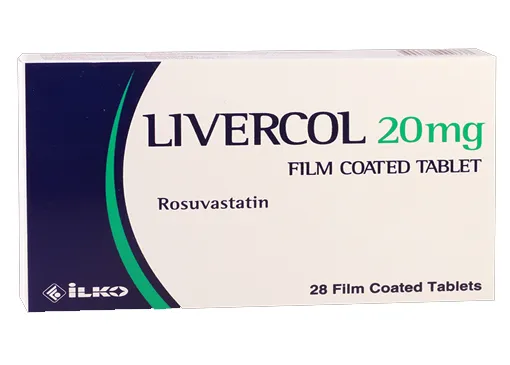 LIVERCOL 20mg
FILM COATED TABLET
Rosuvastatin
İLKO
28 Film Coated Tablets